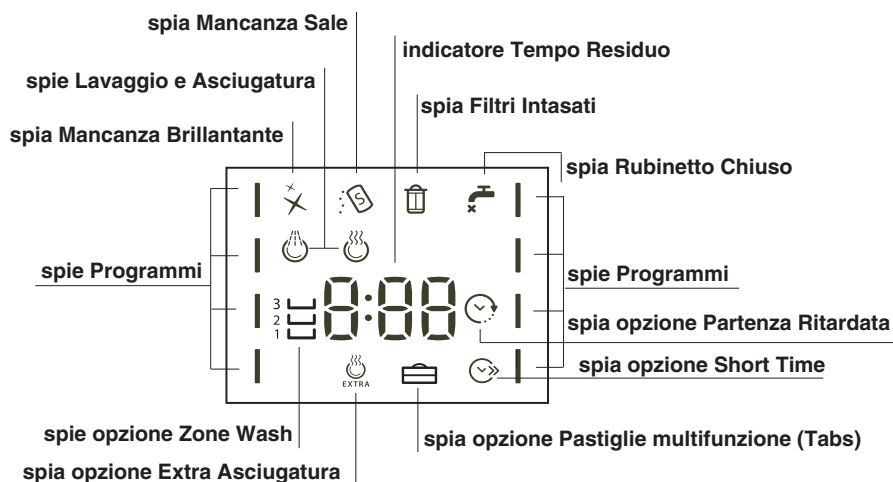 spia Mancanza Sale
indicatore Tempo Residuo
spie Lavaggio e Asciugatura
spia Filtri Intasati
spia Mancanza Brillantante
spia Rubinetto Chiuso
S
spie Programmi
8:88
spie Programmi
3
2
1
spia opzione Partenza Ritardata
EXTRA
spia opzione Short Time
spie opzione Zone Wash
spia opzione Pastiglie multifunzione (Tabs)
spia opzione Extra Asciugatura